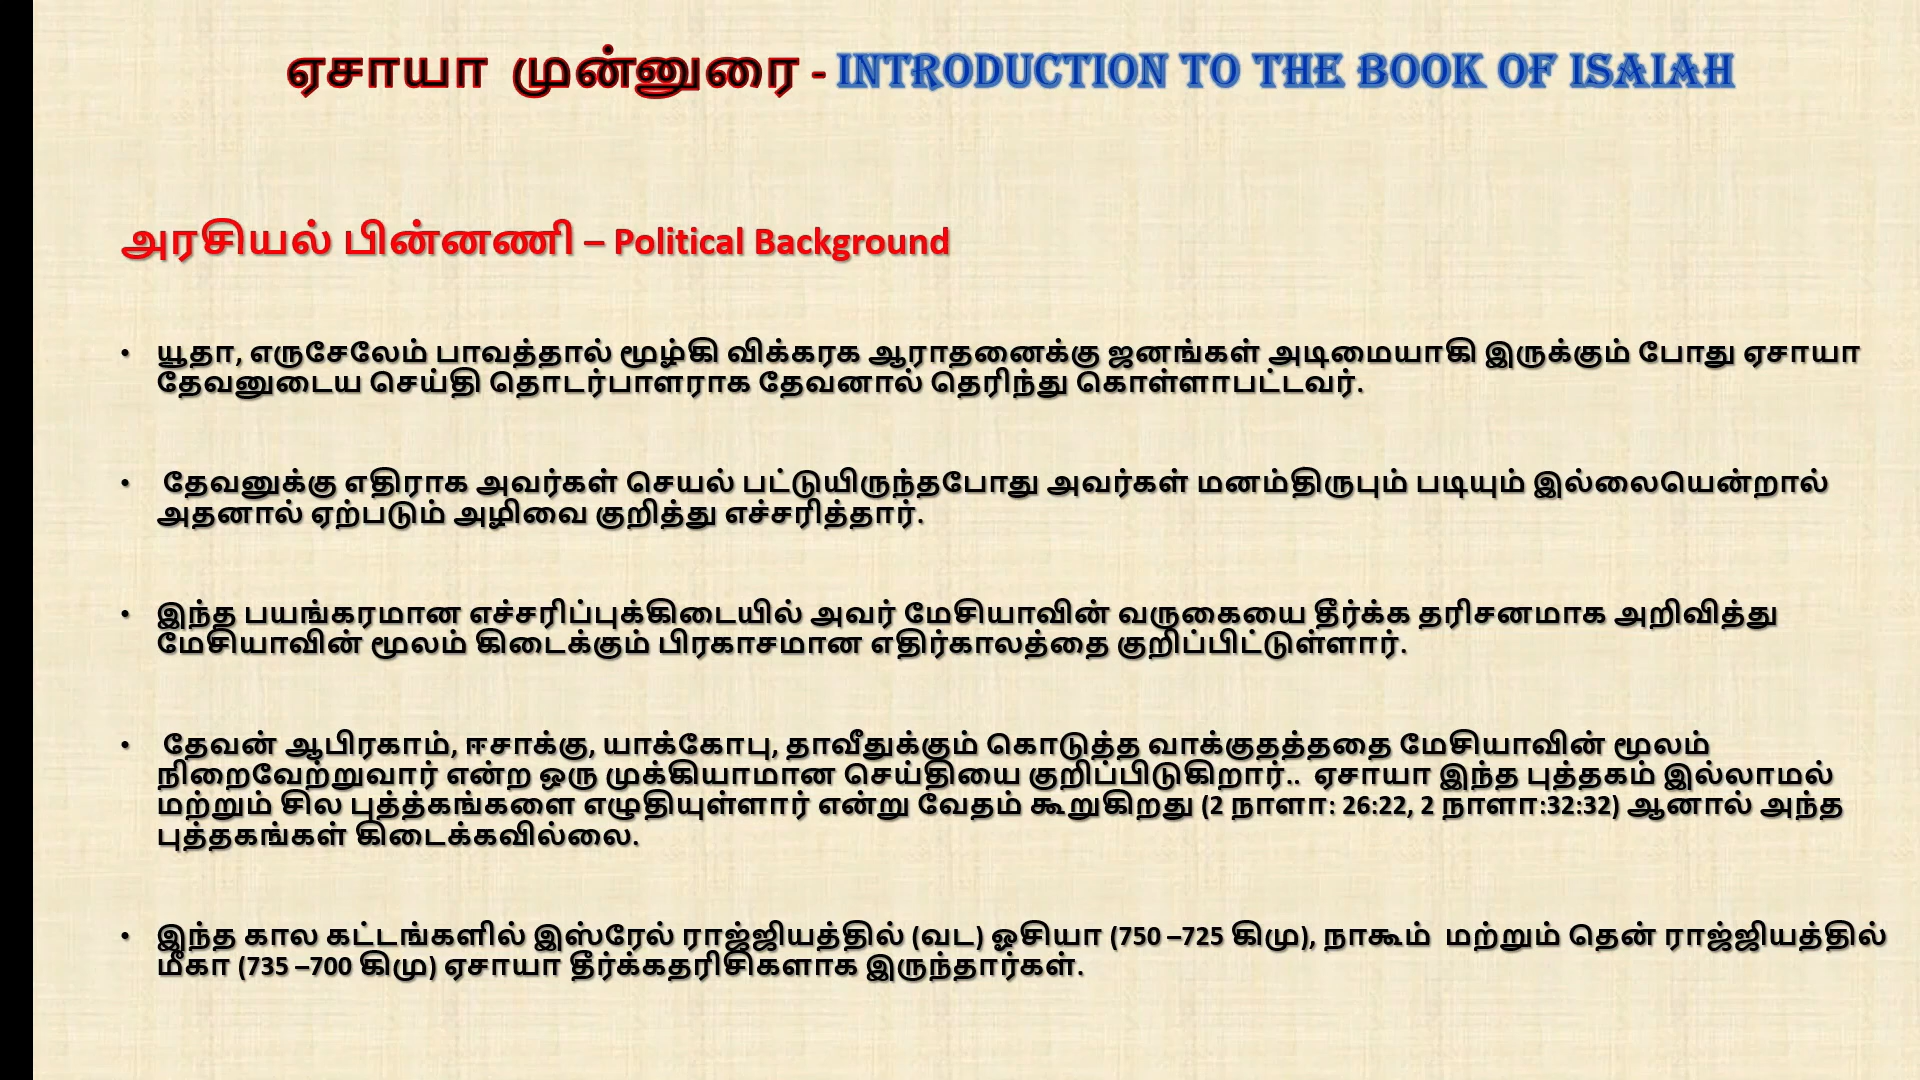 ஏசாயா முன்னுரை - INTRODUCTION TO THE BOOK OF ISAIAH
அரசியல் பின்னணி – Political Background
• யூதா, எருசேலேம் பாவத்தால் மூழ்கி விக்கரக ஆராதனைக்கு ஜனங்கள் அடிமையாகி இருக்கும் போது ஏசாயா
தேவனுடைய செய்தி தொடர்பாளராக தேவனால் தெரிந்து கொள்ளாபட்டவர்.
• தேவனுக்கு எதிராக அவர்கள் செயல் பட்டுயிருந்தபோது அவர்கள் மனம்திருபும் படியும் இல்லையென்றால்
அதனால் ஏற்படும் அழிவை குறித்து எச்சரித்தார்.
• இந்த பயங்கரமான எச்சரிப்புக்கிடையில் அவர் மேசியாவின் வருகையை தீர்க்க தரிசனமாக அறிவித்து
மேசியாவின் மூலம் கிடைக்கும் பிரகாசமான எதிர்காலத்தை குறிப்பிட்டுள்ளார்.
• தேவன் ஆபிரகாம், ஈசாக்கு, யாக்கோபு, தாவீதுக்கும் கொடுத்த வாக்குதத்ததை மேசியாவின் மூலம்
நிறைவேற்றுவார் என்ற ஒரு முக்கியாமான செய்தியை குறிப்பிடுகிறார்.. ஏசாயா இந்த புத்தகம் இல்லாமல்
மற்றும் சில புத்த்கங்களை எழுதியுள்ளார் என்று வேதம் கூறுகிறது (2 நாளா: 26:22, 2 நாளா:32:32) ஆனால் அந்த
புத்தகங்கள் கிடைக்கவில்லை.
• இந்த கால கட்டங்களில் இஸ்ரேல் ராஜ்ஜியத்தில் (வட) ஓசியா (750 –725 கிமு), நாகூம் மற்றும் தென் ராஜ்ஜியத்தில்
மீகா (735 –700 கிமு) ஏசாயா தீர்க்கதரிசிகளாக இருந்தார்கள்.